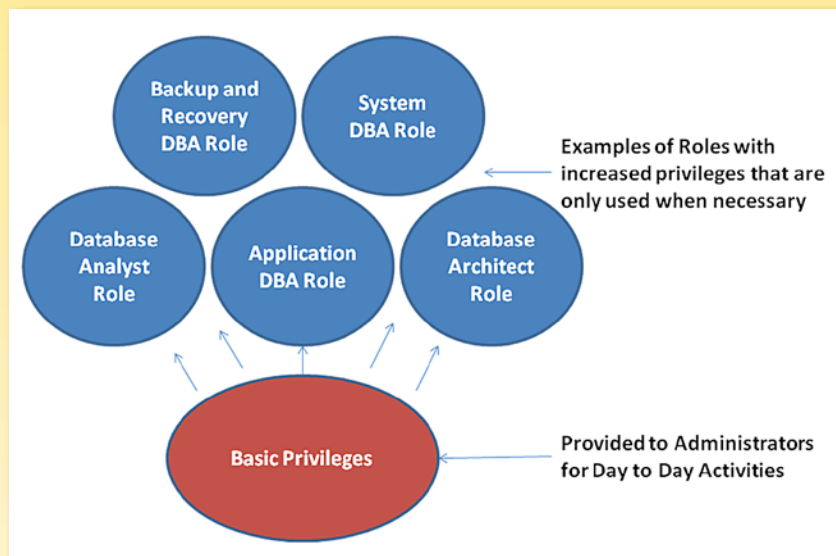 Backup and
Recovery
DBA Role
System
DBA Role
Examples of Roles with
increased privileges that are
only used when necessary
Database
Analyst
Role
Application
DBA Role
Database
Architect
Role
Basic Privileges
Provided to Administrators
for Day to Day Activities